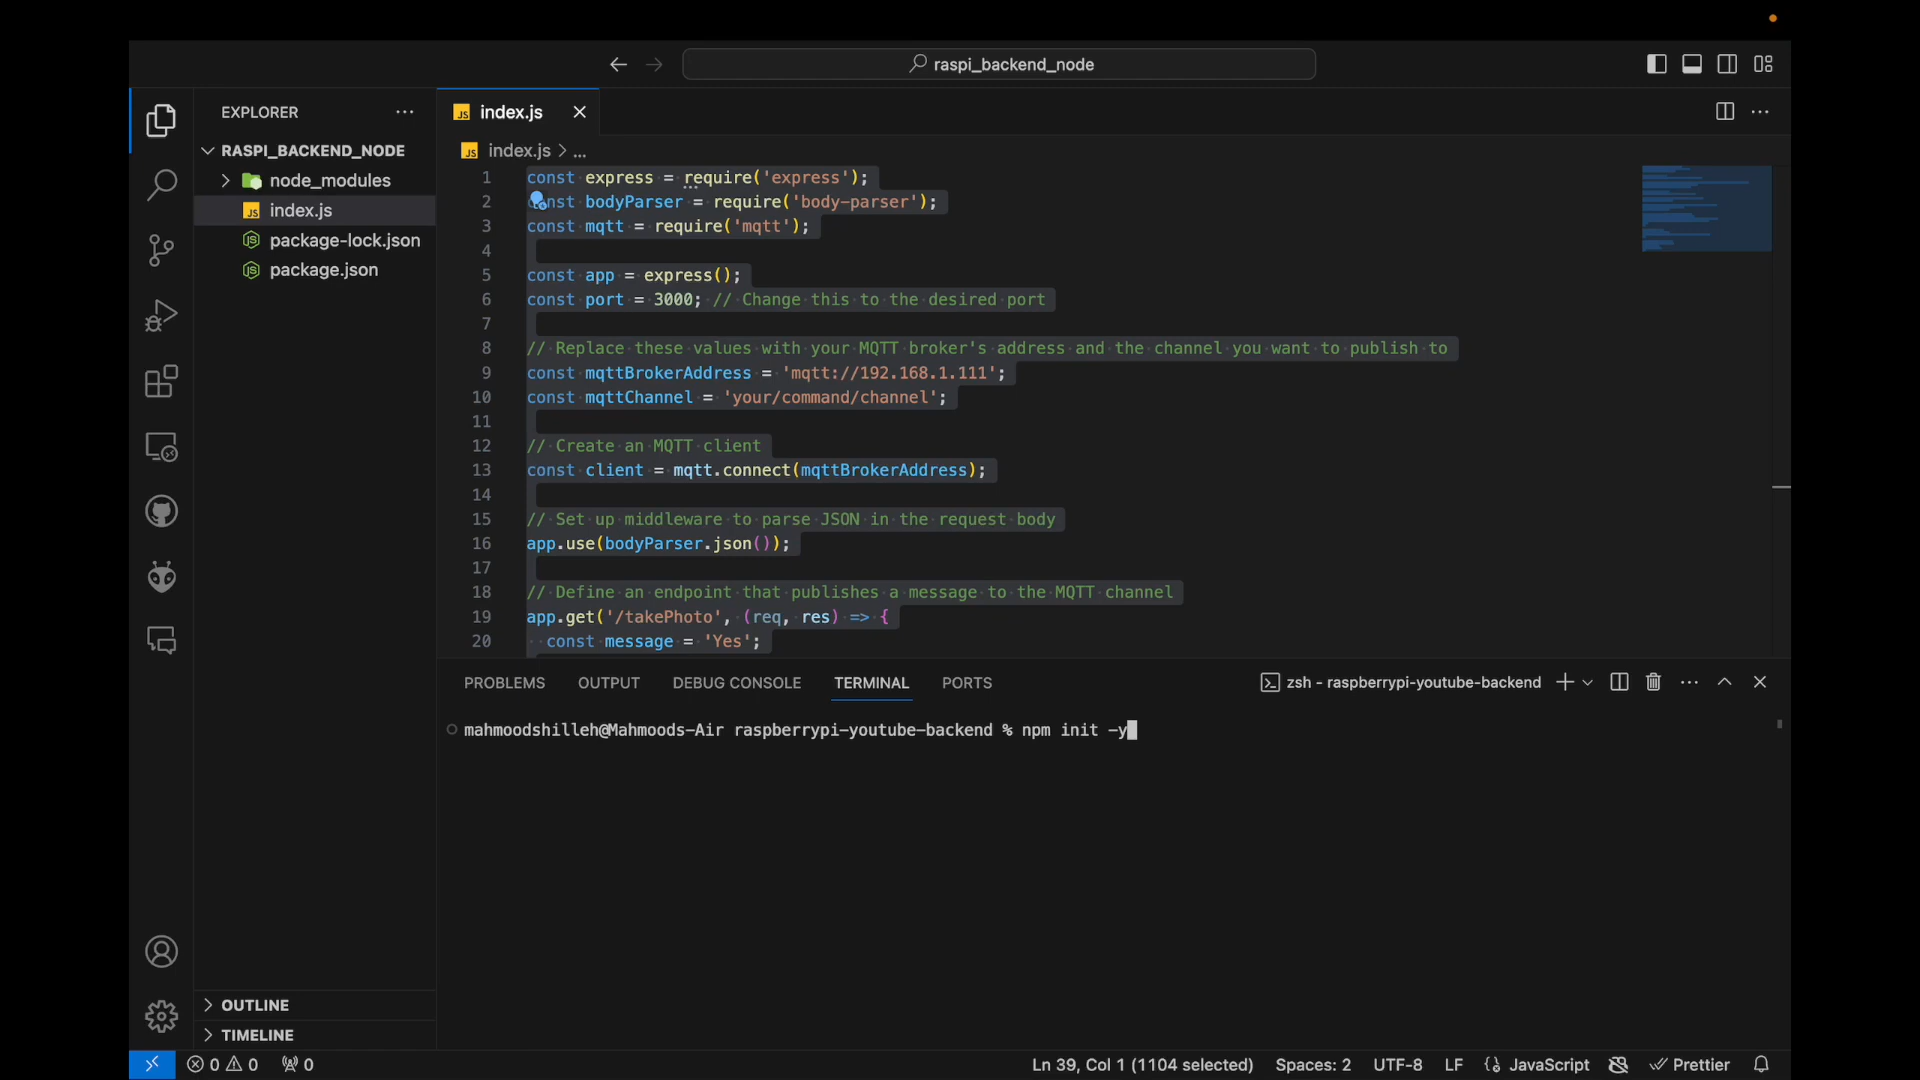 raspi_backend_node
EXPLORER
RASPI_BACKEND_NODE
node_modules
index.js
package-lock.json
package.json
OUTLINE
TIMELINE
JS index.js
JS index.js > ...
1 const express = require('express');
2 const bodyParser = require('body-parser');
3 const mqtt = require('mqtt');
4
5 const app = express();
6 const port = 3000; // Change this to the desired port
7
8 // Replace these values with your MQTT broker's address and the channel you want to publish to
9 const mqttBrokerAddress = 'mqtt://192.168.1.111';
10 const mqttChannel = 'your/command/channel';
11
12 // Create an MQTT client
13 const client = mqtt.connect(mqttBrokerAddress);
14
15 // Set up middleware to parse JSON in the request body
16 app.use(bodyParser.json());
17
18 // Define an endpoint that publishes a message to the MQTT channel
19 app.get('/takePhoto', (req, res) => {
20 const message = 'Yes';
PROBLEMS OUTPUT DEBUG CONSOLE TERMINAL PORTS zsh - raspberrypi-youtube-backend
mahmoodshilleh@Mahmoods-Air raspberrypi-youtube-backend % npm init -y
0 0 0 Ln 39, Col 1 (1104 selected) Spaces: 2 UTF-8 LF {} JavaScript Prettier